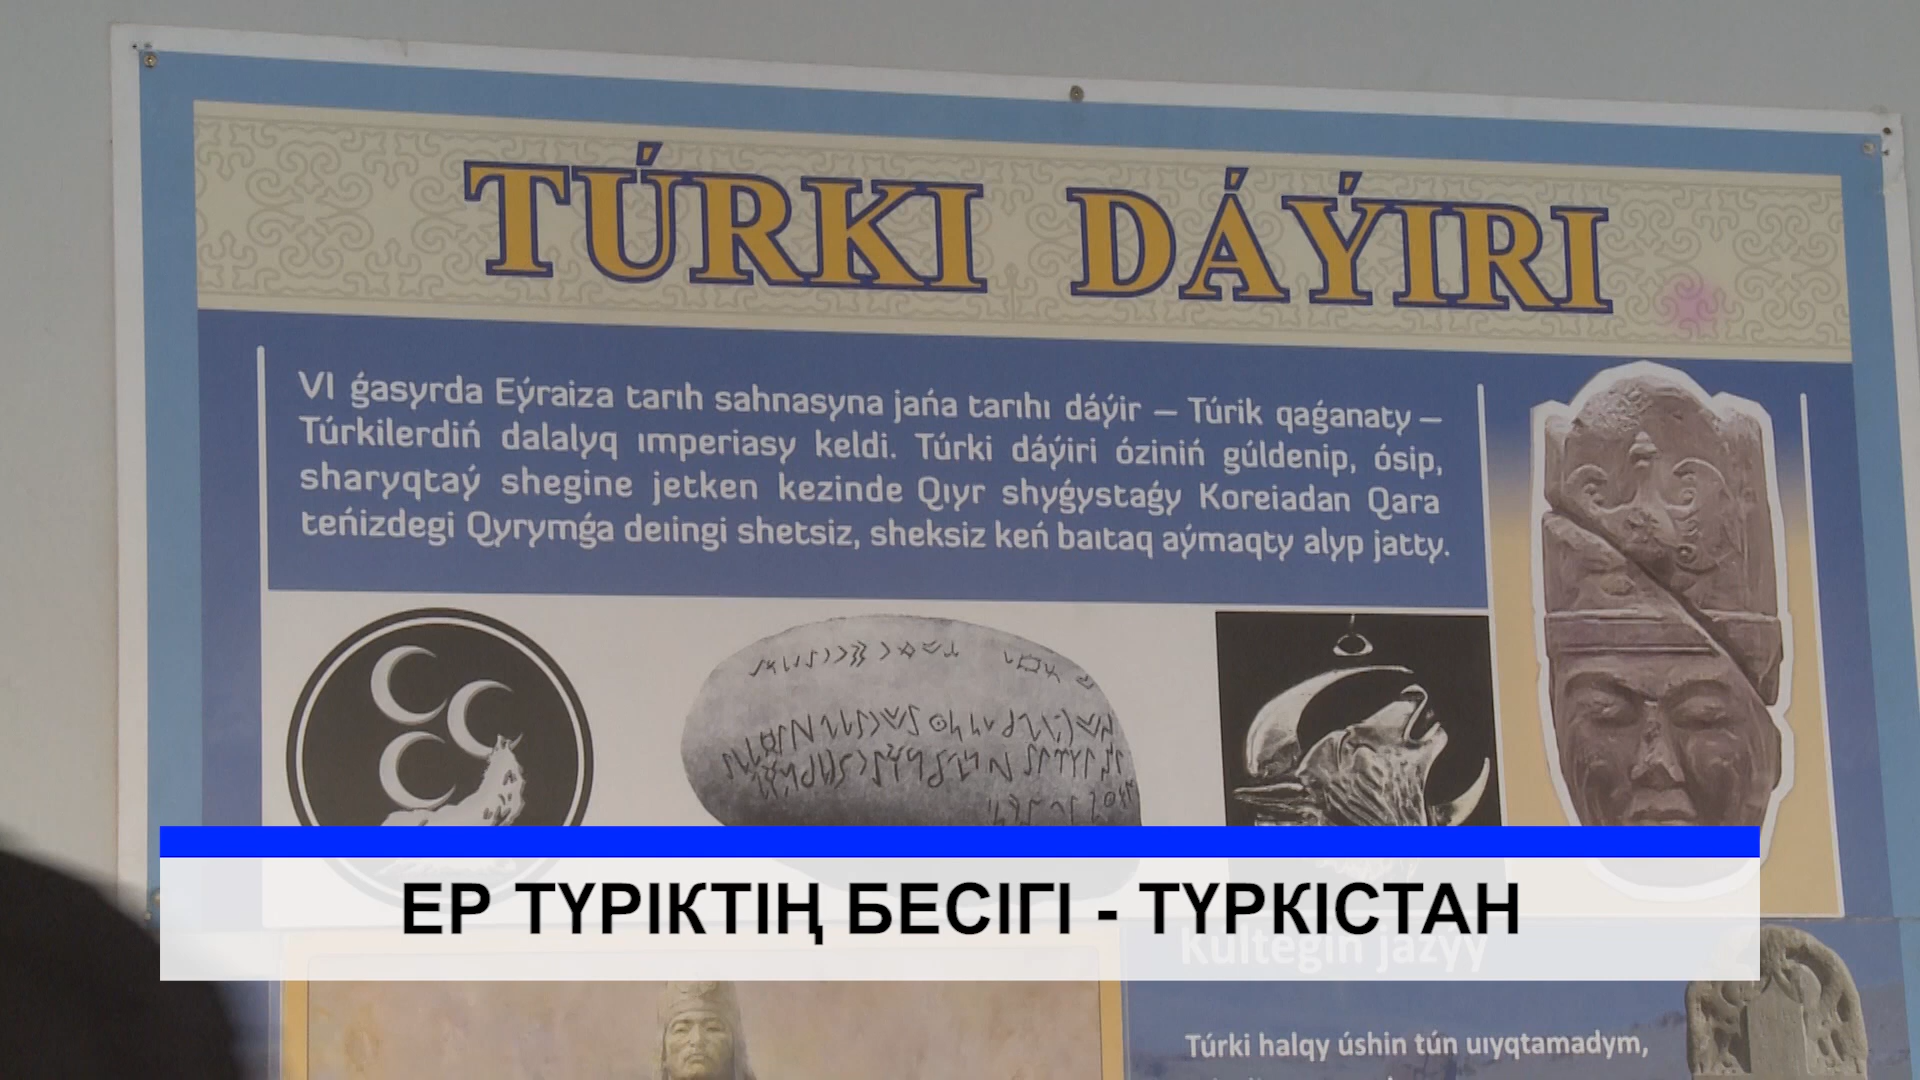 TÚRKI DÁÝIRI
VI ǵasyrda Eýraiza tarıh sahnasyna jańa tarıhı dáýir — Túrik qaǵanaty —
Túrkilerdiń dalalyq ımperiasy keldi. Túrki dáýiri óziniń gúldenip, ósip,
sharyqtaý shegine jetken kezinde Qıyr shyǵystaǵy Koreiadan Qara
teńizdegi Qyrymǵa deıingi shetsiz, sheksiz keń baıtaq aýmaqty alyp jatty.
ЕР ТҮРІКТІҢ БЕСІГІ - ТҮРКІСТАН
Kultegin jazýy
Túrki halqy úshin tún uıyqtamadym,